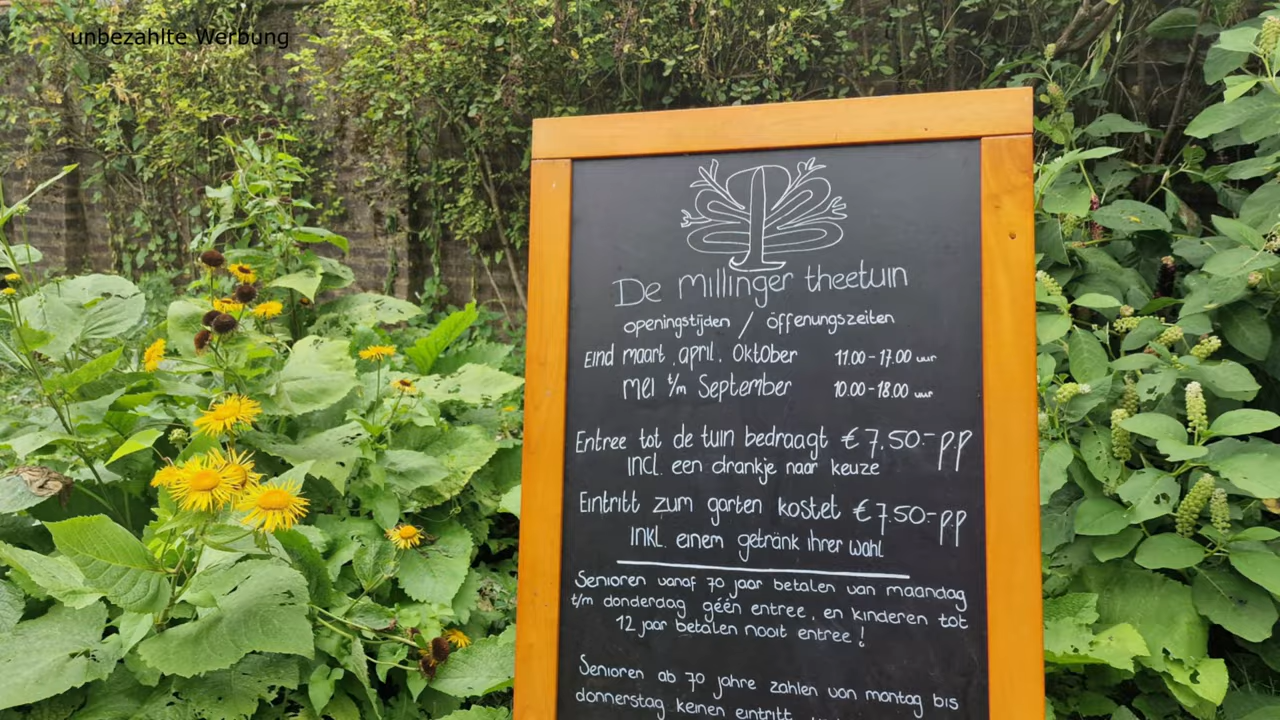 unbezahlte Werbung
De Millinger theetuin
openingstijden / öffenungszeiten
Eind maart, april, Oktober 11.00-17.00 uur
mei t/m September 10.00-18.00 uur
Entree tot de tuin bedraagt €7.50- pp
INCL. een drankje naar keuze
Eintritt zum garten kostet €7.50- pp
INKL. einem getränk ihrer wahl
Senioren vanaf 70 jaar betalen van maandag
t/m donderdag géén entree, en kinderen tot
12 jaar betalen nooit entree!
Senioren ab 70 jahre zahlen von montag bis
donnerstag keinen eintritt,